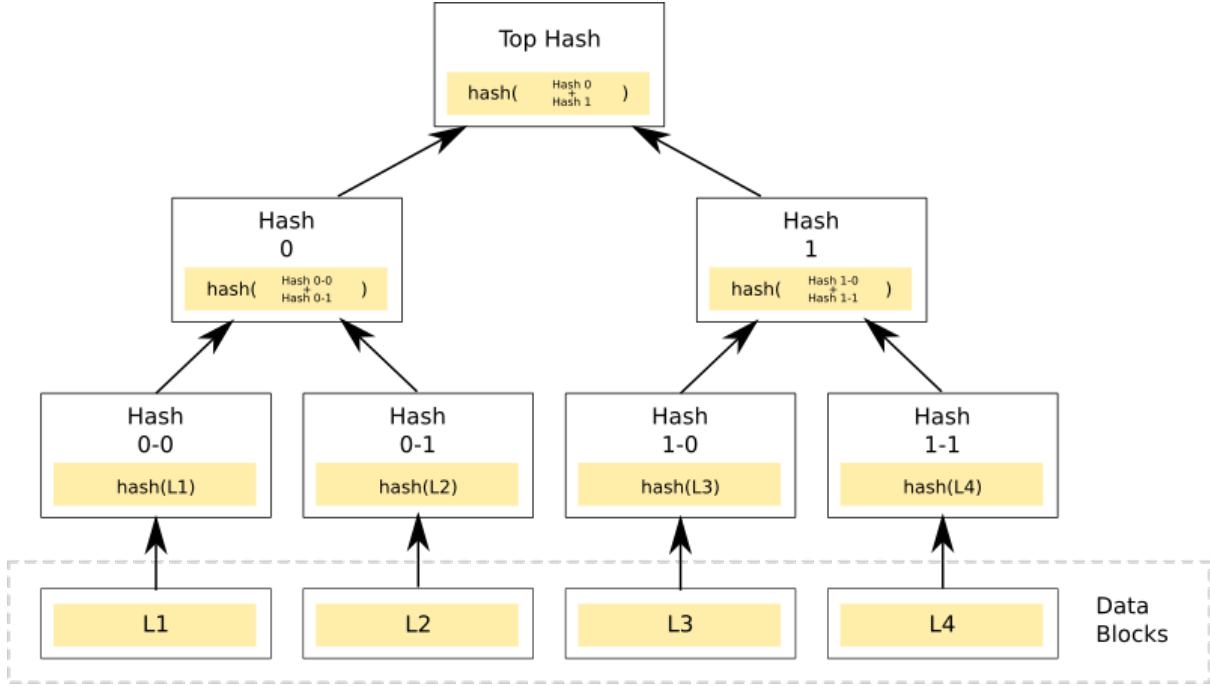 Top Hash
Hash 0
hash( + )
Hash 1
Hash
0
Hash 0-0
hash( + )
Hash 0-1
Hash
1
Hash 1-0
hash( + )
Hash 1-1
Hash
0-0
hash(L1)
Hash
0-1
hash(L2)
Hash
1-0
hash(L3)
Hash
1-1
hash(L4)
L1
L2
L3
L4
Data
Blocks